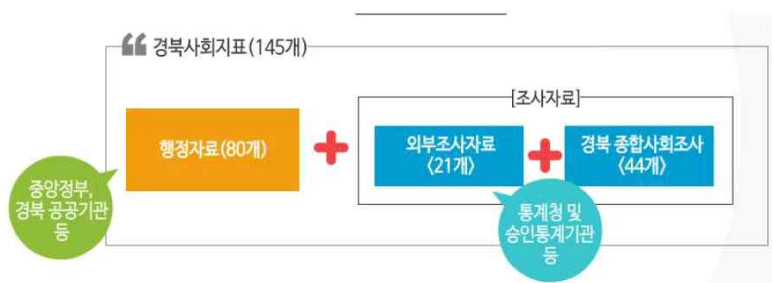 ❝ 경북사회지표(145개)
[조사자료]
행정자료(80개)
+
외부조사자료
〈21개〉
+
경북 종합사회조사
〈44개〉
중앙정부,
경북 공공기관
등
통계청 및
승인통계기관
등